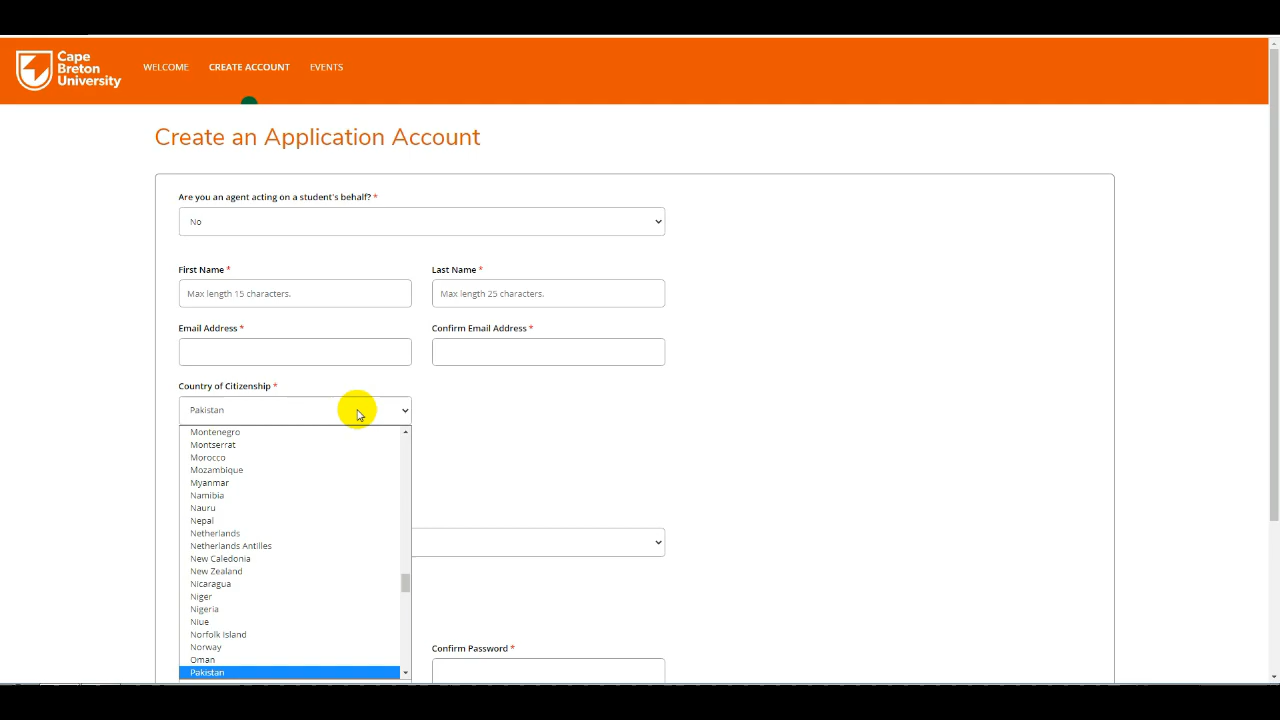 Cape
Breton
University
WELCOME
CREATE ACCOUNT
EVENTS
Create an Application Account
Are you an agent acting on a student's behalf? *
No
First Name *
Last Name *
Max length 15 characters.
Max length 25 characters.
Email Address *
Confirm Email Address *
Country of Citizenship *
Pakistan
Montenegro
Montserrat
Morocco
Mozambique
Myanmar
Namibia
Nauru
Nepal
Netherlands
Netherlands Antilles
New Caledonia
New Zealand
Nicaragua
Niger
Nigeria
Niue
Norfolk Island
Norway
Confirm Password *
Oman
Pakistan